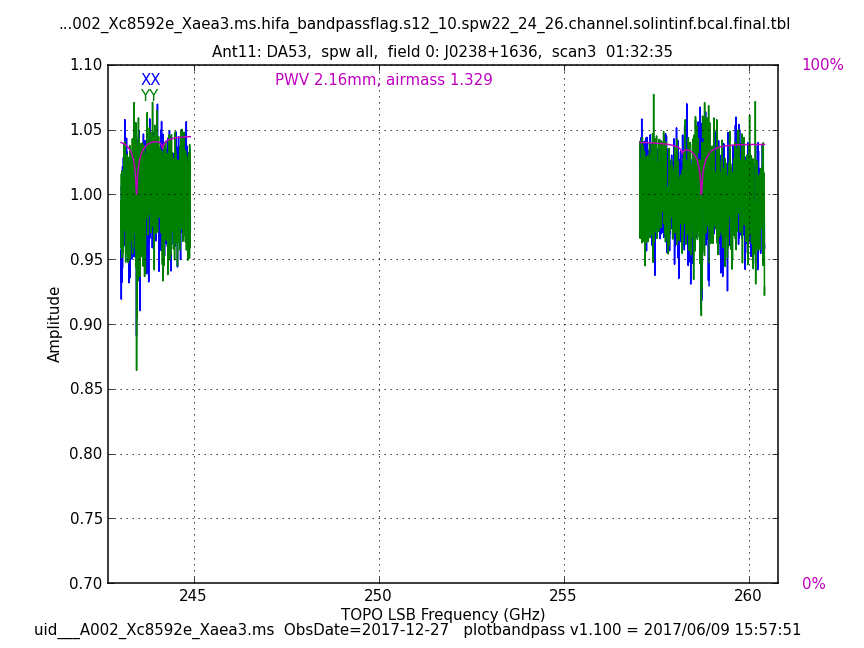 ...002_Xc8592e_Xaea3.ms.hifa_bandpassflag.s12_10.spw22_24_26.channel.solintinf.bcal.final.tbl
Ant11: DA53,  spw all,  field 0: J0238+1636,  scan3  01:32:35
1.10
XX
PWV 2.16mm, airmass 1.329
100%
YY
1.05
1.00
0.95
0.90
0.85
0.80
0.75
0.70
Amplitude
0%
245
250
255
260
TOPO LSB Frequency (GHz)
uid___A002_Xc8592e_Xaea3.ms  ObsDate=2017-12-27   plotbandpass v1.100 = 2017/06/09 15:57:51